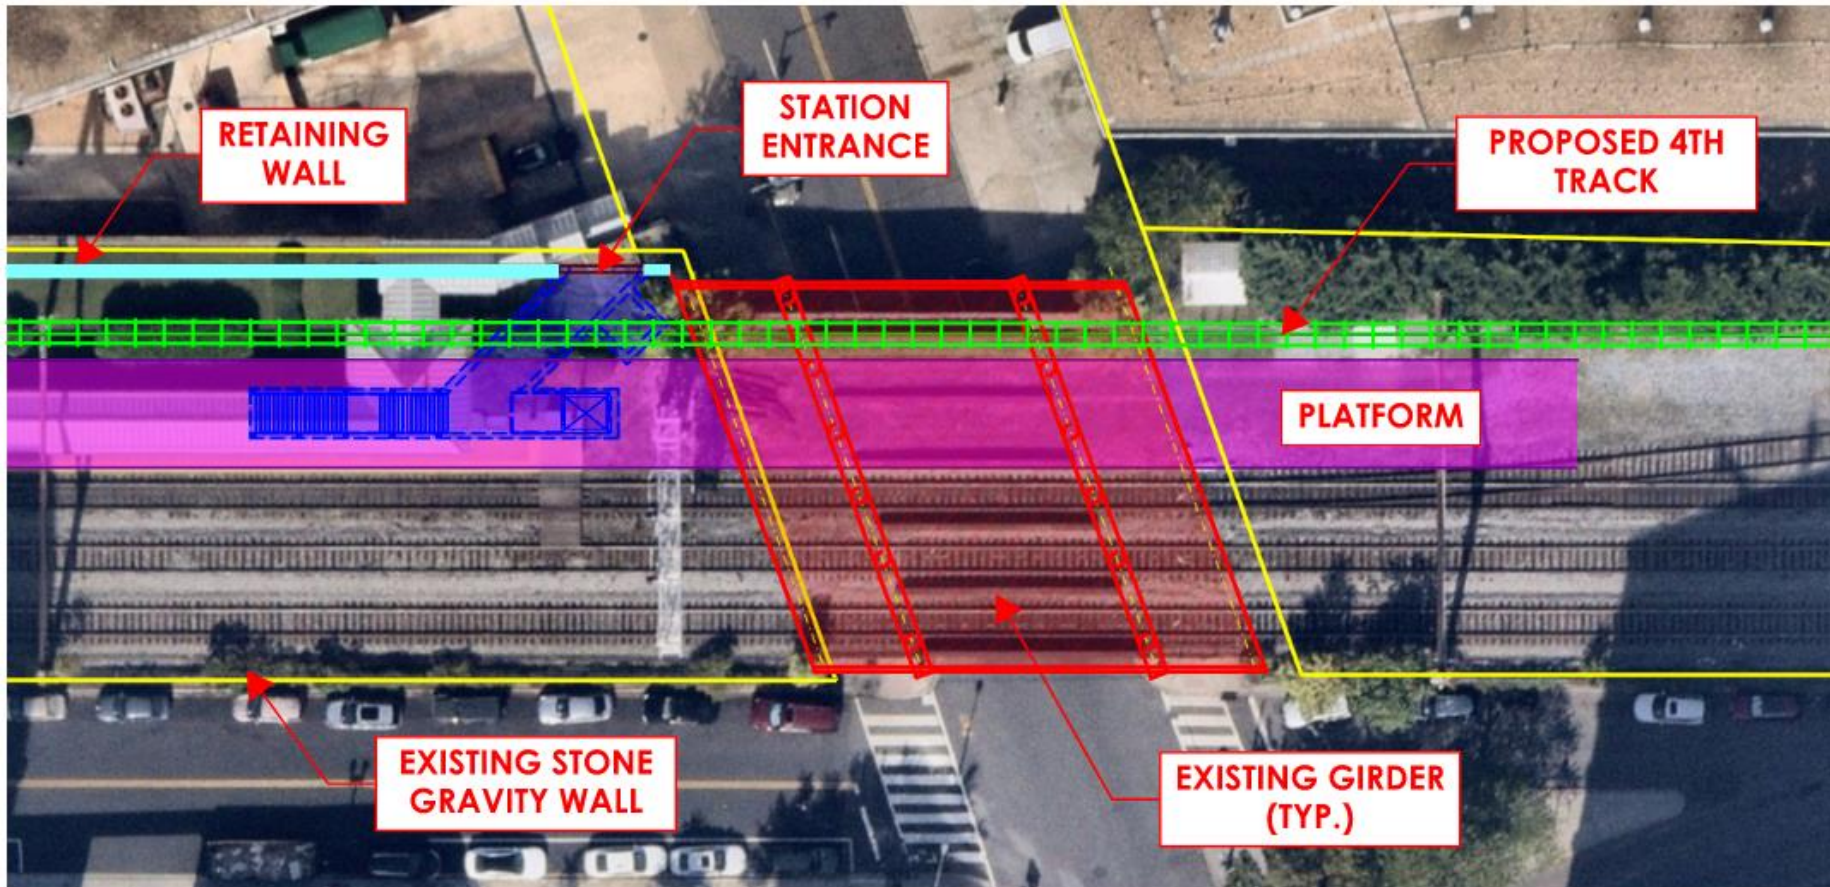 RETAINING
WALL
STATION
ENTRANCE
PROPOSED 4TH
TRACK
PLATFORM
EXISTING STONE
GRAVITY WALL
EXISTING GIRDER
(TYP.)